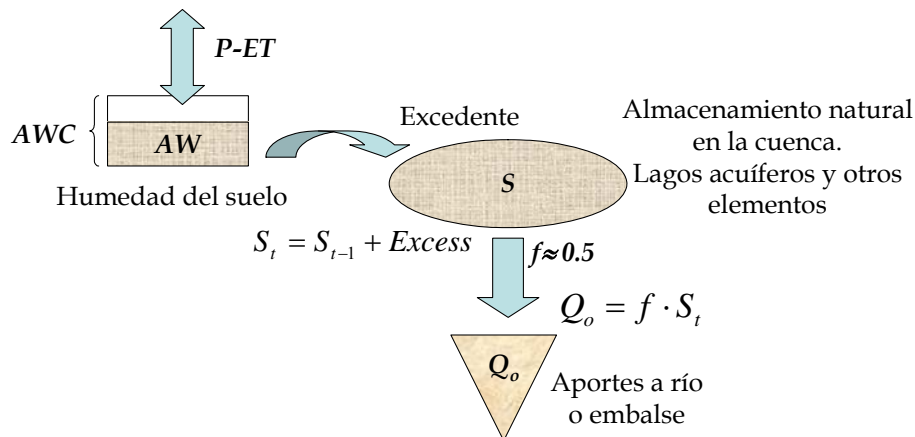 P-ET
AWC
AW
Humedad del suelo
Excedente
S
Almacenamiento natural
en la cuenca.
Lagos acuíferos y otros
elementos
S_t = S_{t-1} + Excess
f≈0.5
Q_o = f · S_t
Q_o
Aportes a río
o embalse